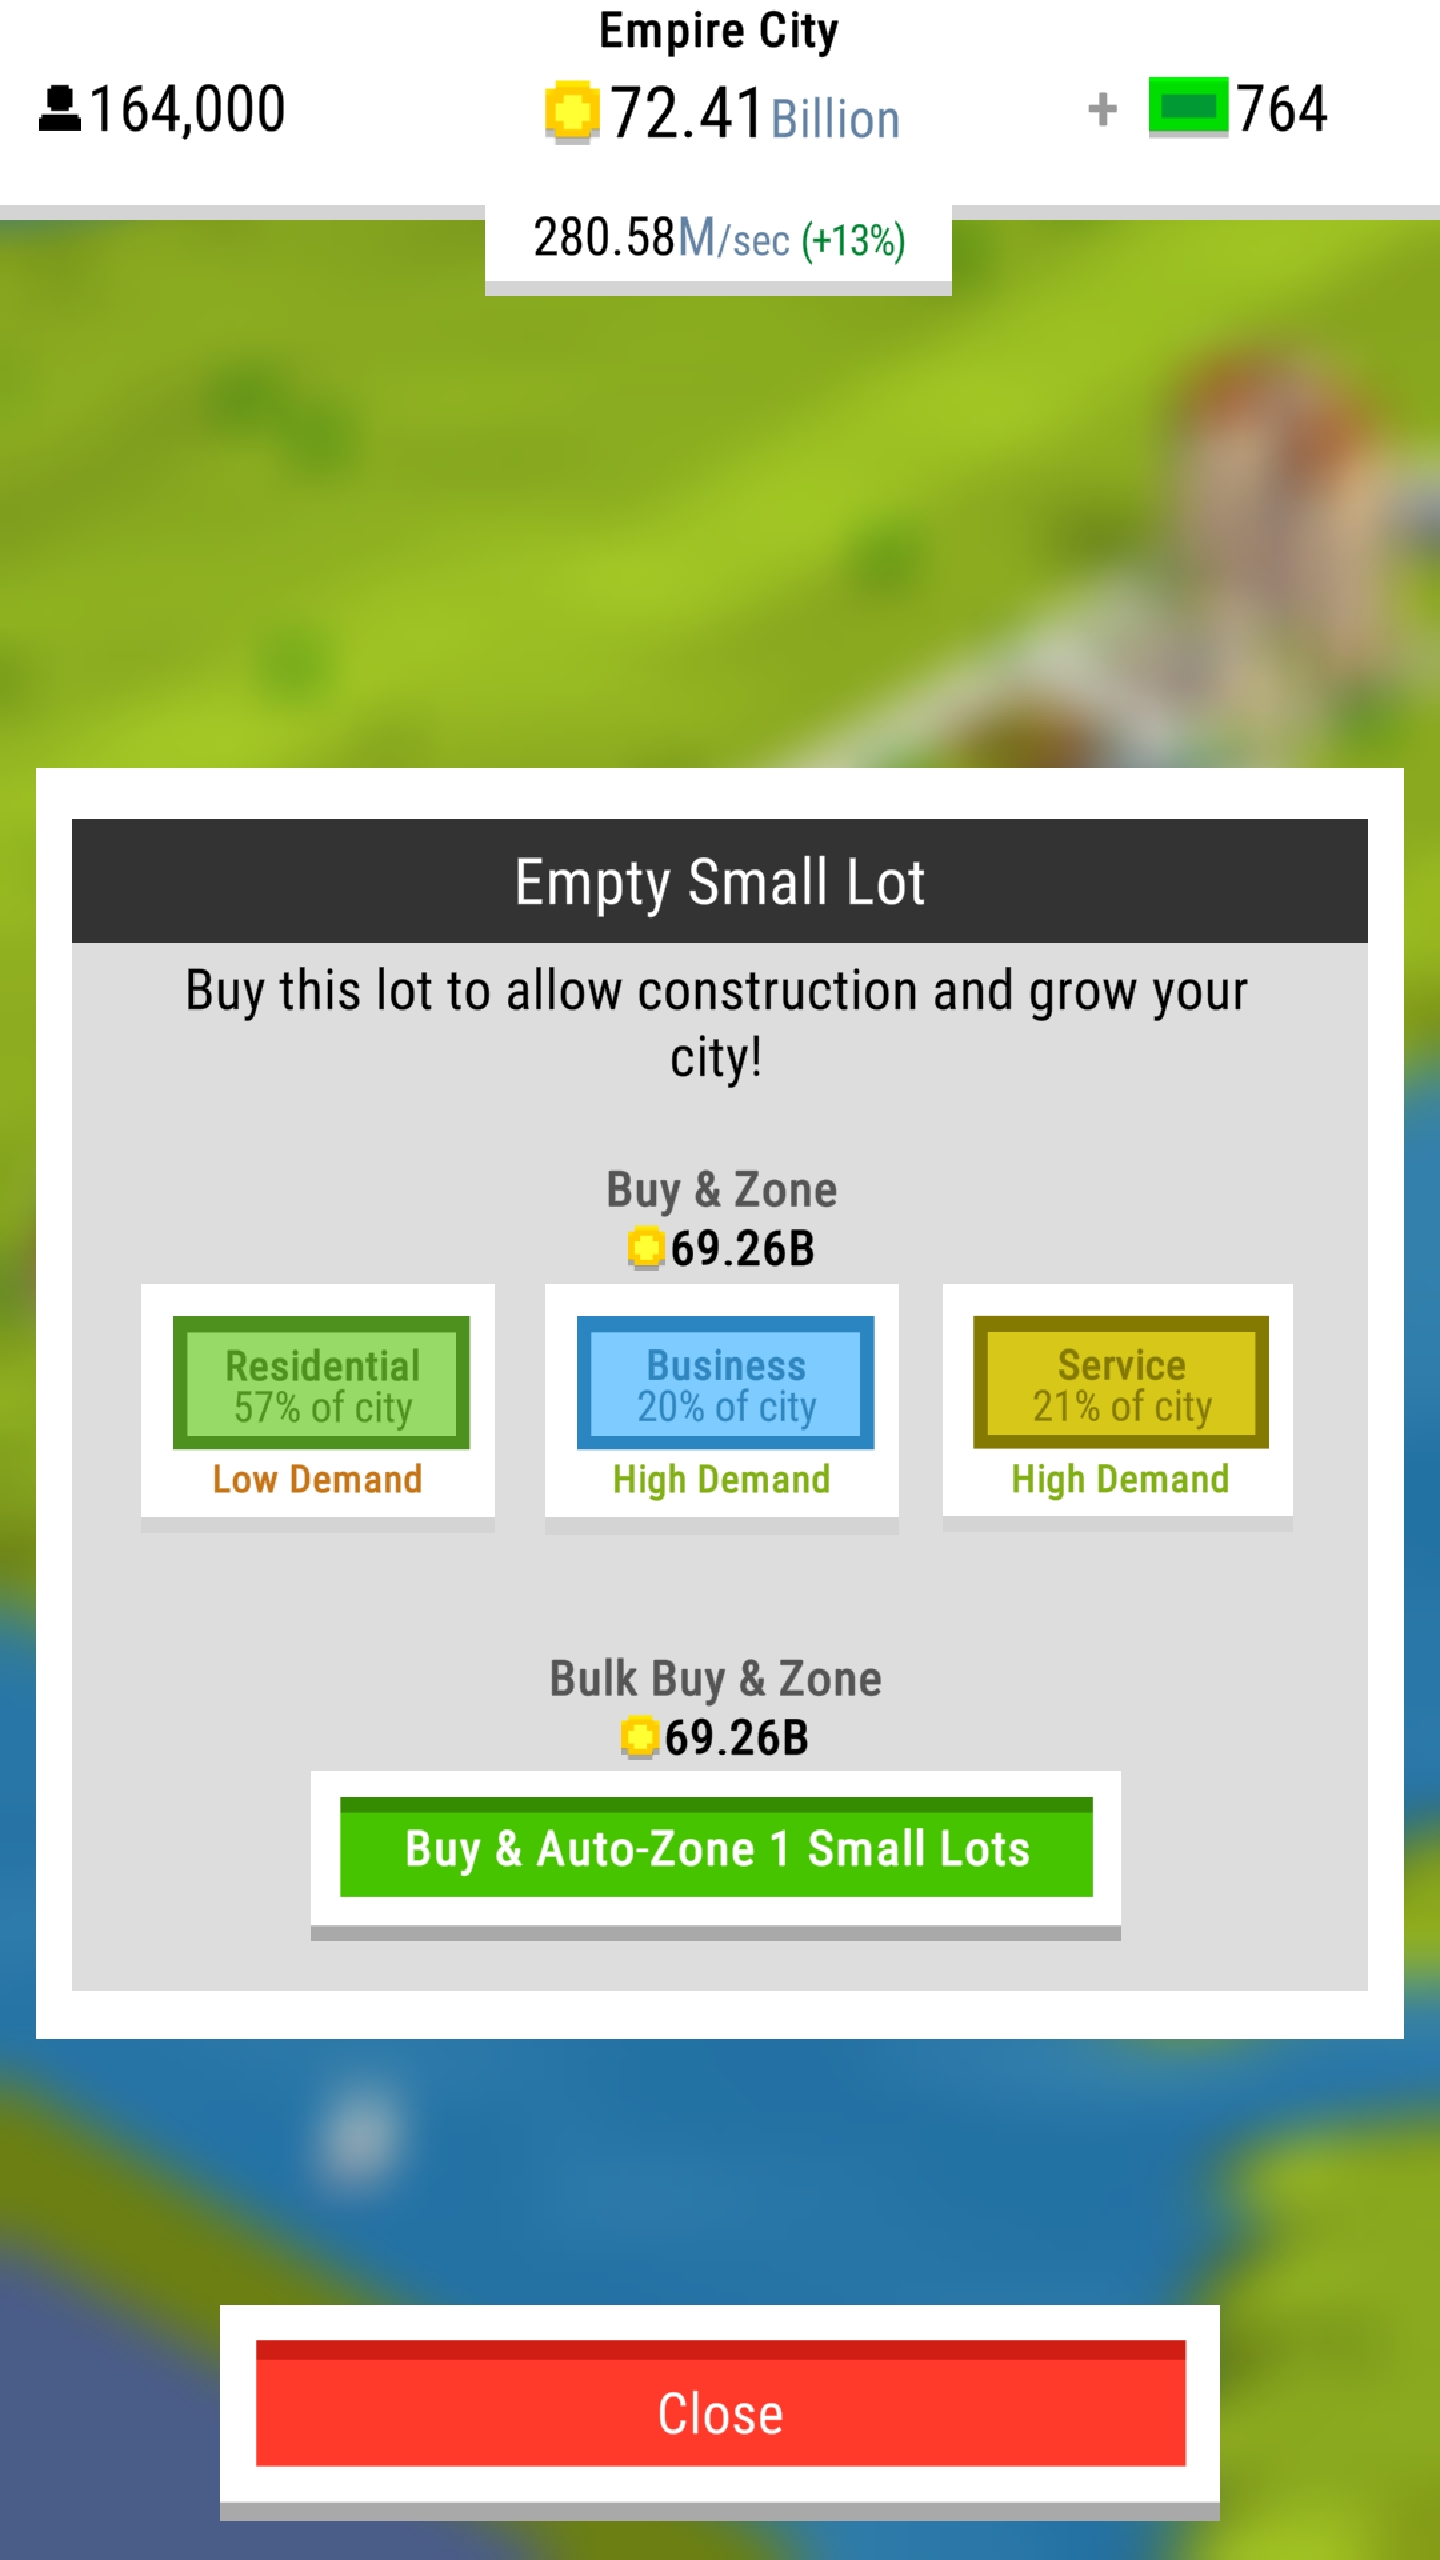 Empire City
164,000
72.41 Billion
+ 764
280.58M/sec (+13%)
Empty Small Lot
Buy this lot to allow construction and grow your
city!
Buy & Zone
69.26B
Residential
57% of city
Low Demand
Business
20% of city
High Demand
Service
21% of city
High Demand
Bulk Buy & Zone
69.26B
Buy & Auto-Zone 1 Small Lots
Close